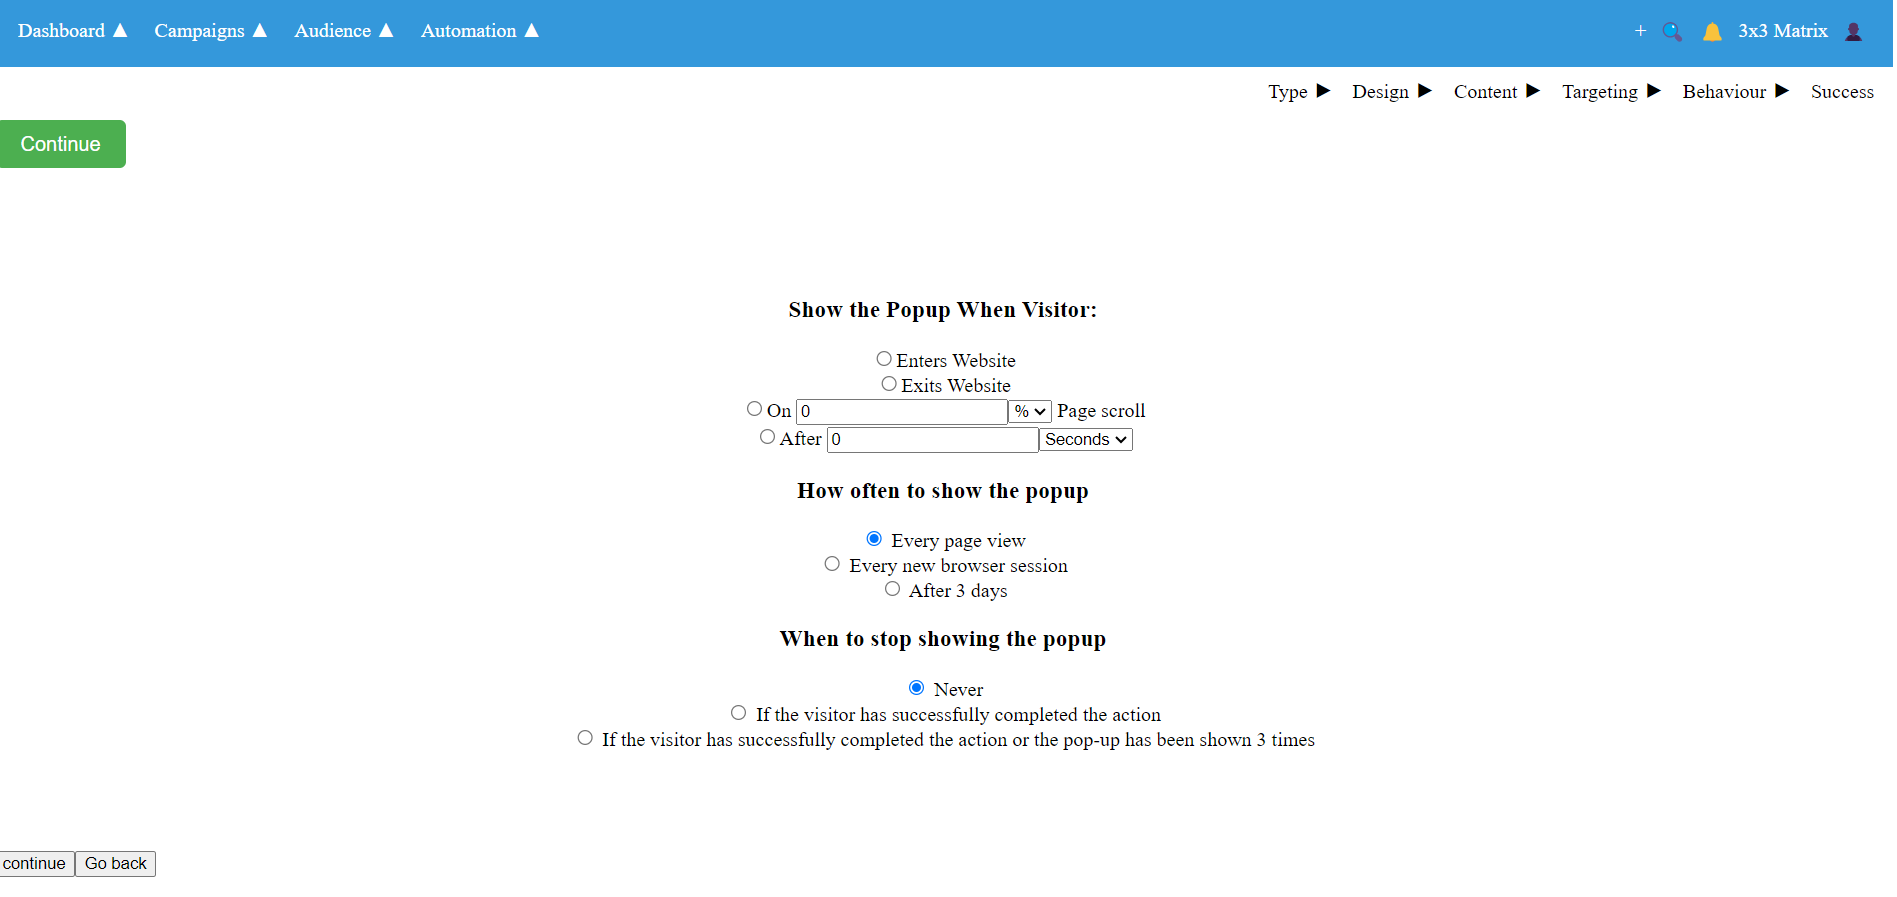 Dashboard ▲ Campaigns ▲ Audience ▲ Automation ▲ + 3x3 Matrix
Type ▶ Design ▶ Content ▶ Targeting ▶ Behaviour ▶ Success
Continue
Show the Popup When Visitor:
Enters Website
Exits Website
On 0 % Page scroll
After 0 Seconds
How often to show the popup
Every page view
Every new browser session
After 3 days
When to stop showing the popup
Never
If the visitor has successfully completed the action
If the visitor has successfully completed the action or the pop-up has been shown 3 times
continue Go back